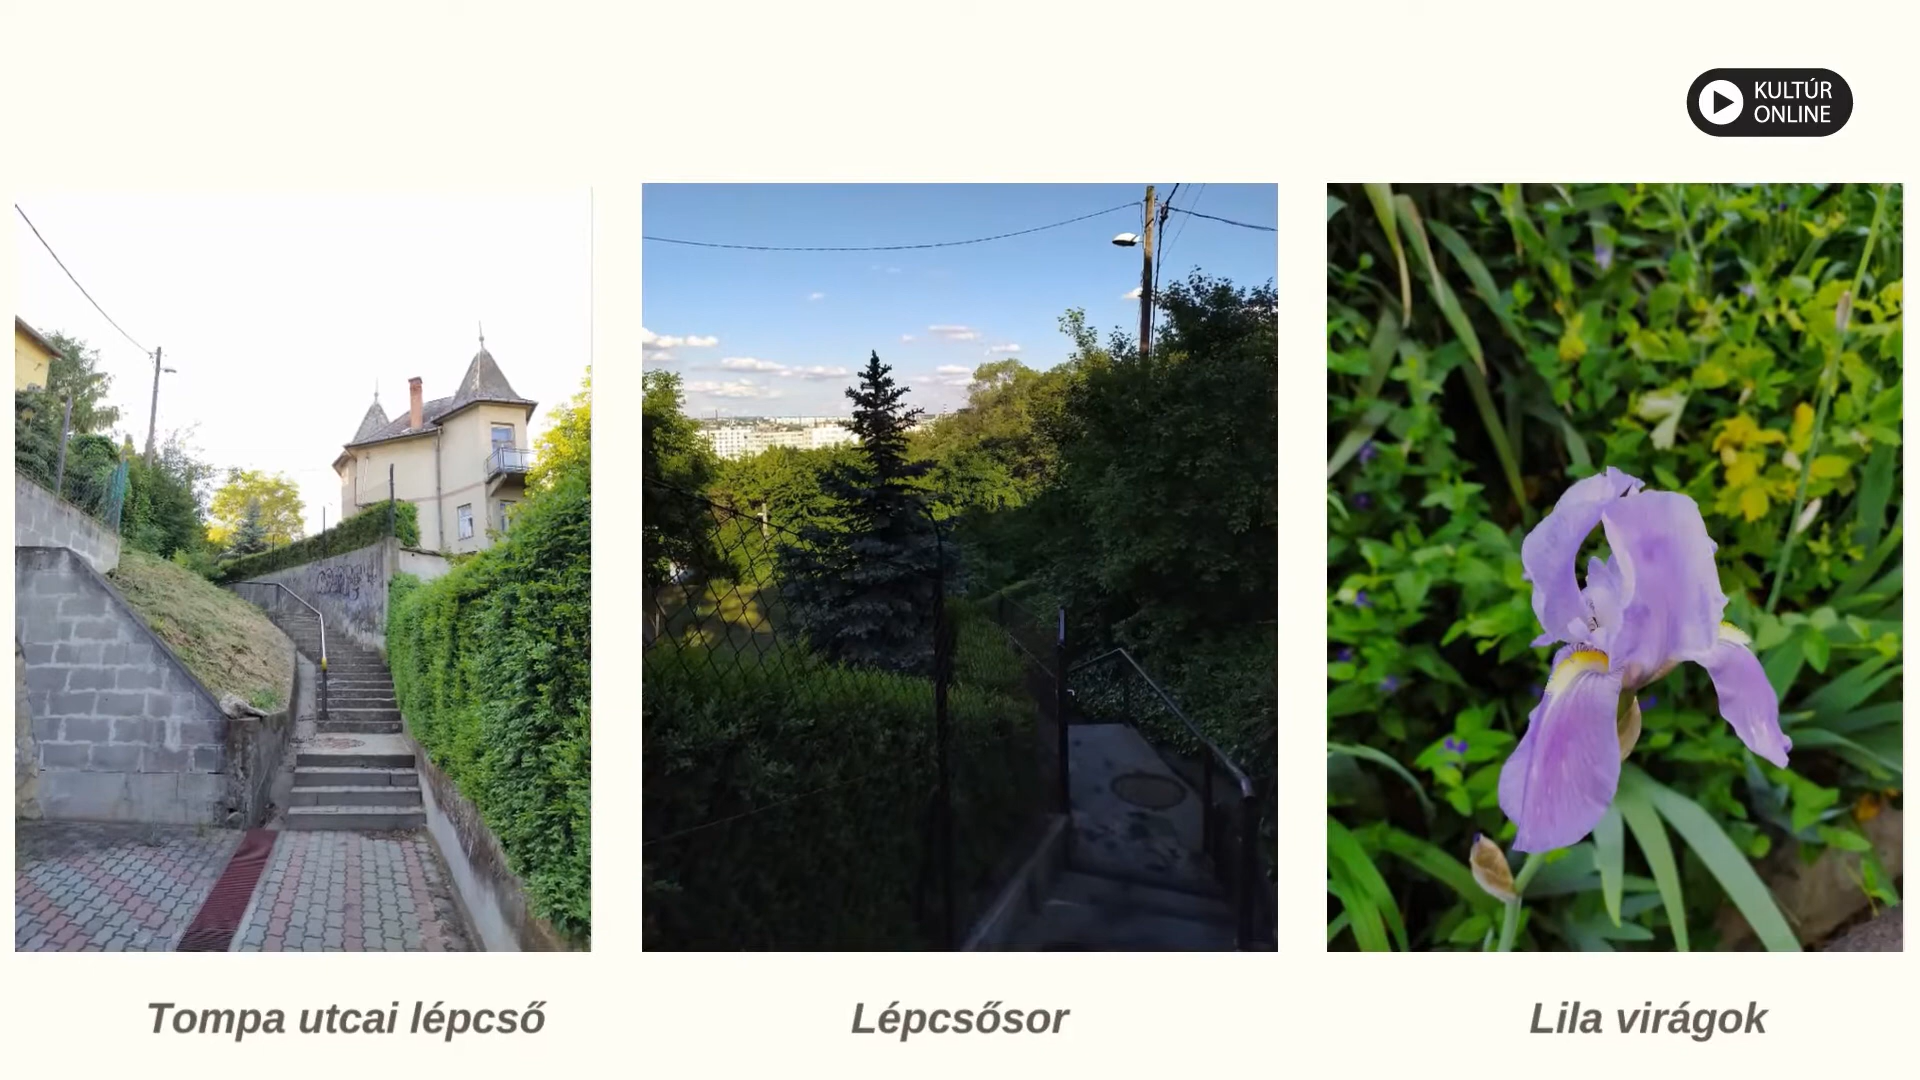 KULTÚR
ONLINE
Tompa utcai lépcső
Lépcsősor
Lila virágok